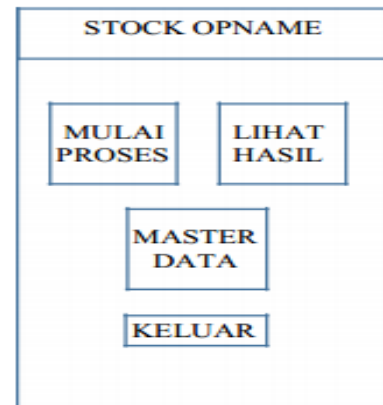 STOCK OPNAME
MULAI
PROSES
LIHAT
HASIL
MASTER
DATA
KELUAR